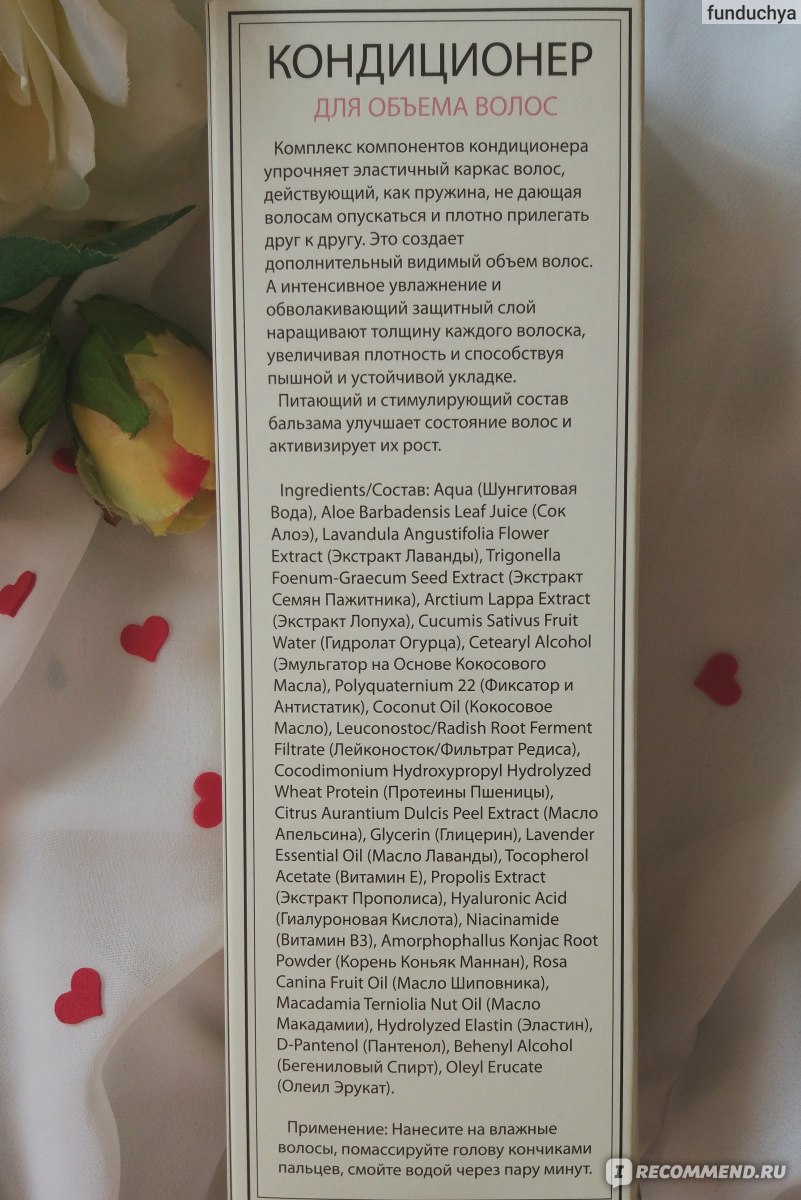 funduchya
КОНДИЦИОНЕР
ДЛЯ ОБЪЕМА ВОЛОС
Комплекс компонентов кондиционера
упрочняет эластичный каркас волос,
действующий, как пружина, не дающая
волосам опускаться и плотно прилегать
друг к другу. Это создает
дополнительный видимый объем волос.
А интенсивное увлажнение и
обволакивающий защитный слой
наращивают толщину каждого волоска,
увеличивая плотность и способствуя
пышной и устойчивой укладке.
Питающий и стимулирующий состав
бальзама улучшает состояние волос и
активизирует их рост.
Ingredients/Состав: Aqua (Шунгитовая
Вода), Aloe Barbadensis Leaf Juice (Сок
Алоэ), Lavandula Angustifolia Flower
Extract (Экстракт Лаванды), Trigonella
Foenum-Graecum Seed Extract (Экстракт
Семян Пажитника), Arctium Lappa Extract
(Экстракт Лопуха), Cucumis Sativus Fruit
Water (Гидролат Огурца), Cetearyl Alcohol
(Эмульгатор на Основе Кокосового
Масла), Polyquaternium 22 (Фиксатор и
Антистатик), Coconut Oil (Кокосовое
Масло), Leuconostoc/Radish Root Ferment
Filtrate (Лейконосток/Фильтрат Редиса),
Cocodimonium Hydroxypropyl Hydrolyzed
Wheat Protein (Протеины Пшеницы),
Citrus Aurantium Dulcis Peel Extract (Масло
Апельсина), Glycerin (Глицерин), Lavender
Essential Oil (Масло Лаванды), Tocopherol
Acetate (Витамин Е), Propolis Extract
(Экстракт Прополиса), Hyaluronic Acid
(Гиалуроновая Кислота), Niacinamide
(Витамин В3), Amorphophallus Konjac Root
Powder (Корень Коньяк Маннан), Rosa
Canina Fruit Oil (Масло Шиповника),
Macadamia Terniolia Nut Oil (Масло
Макадамии), Hydrolyzed Elastin (Эластин),
D-Pantenol (Пантенол), Behenyl Alcohol
(Бегениловый Спирт), Oleyl Erucate
(Олеил Эрукат).
Применение: Нанесите на влажные
волосы, помассируйте голову кончиками
пальцев, смойте водой через пару минут.
I RECOMMEND.RU